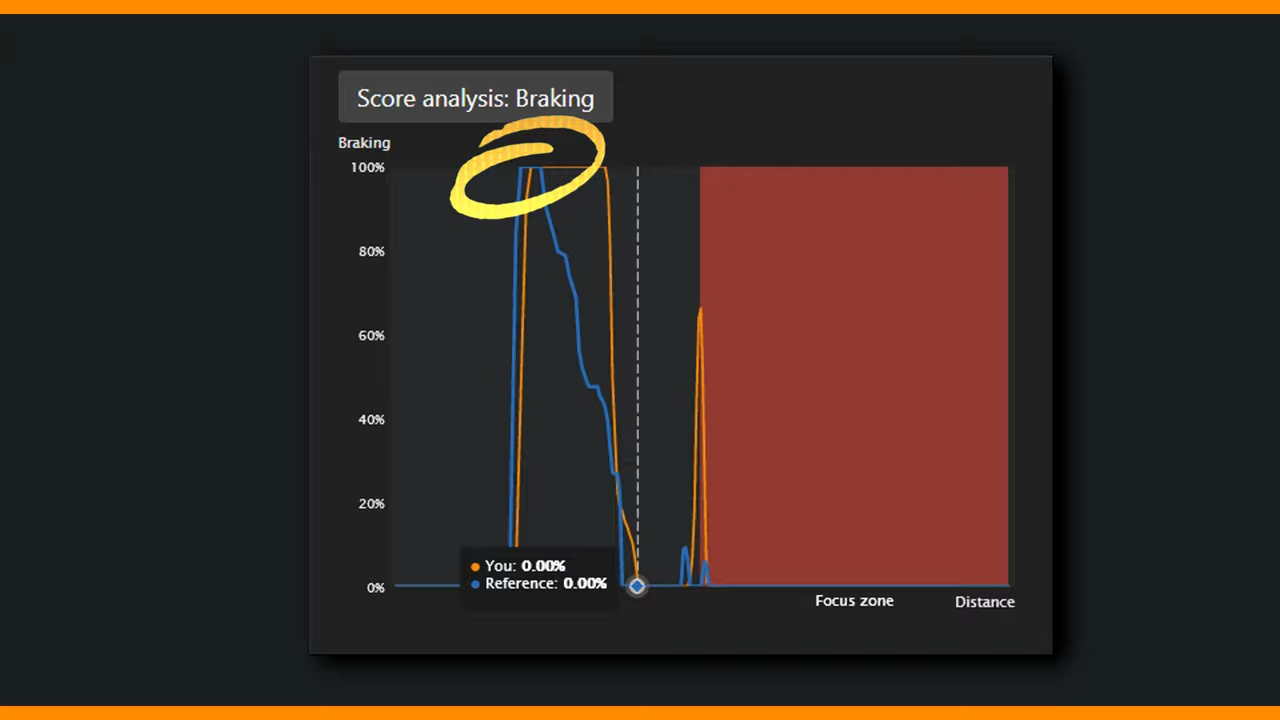 Score analysis: Braking
Braking
100%
80%
60%
40%
20%
0%
You: 0.00%
Reference: 0.00%
Focus zone
Distance